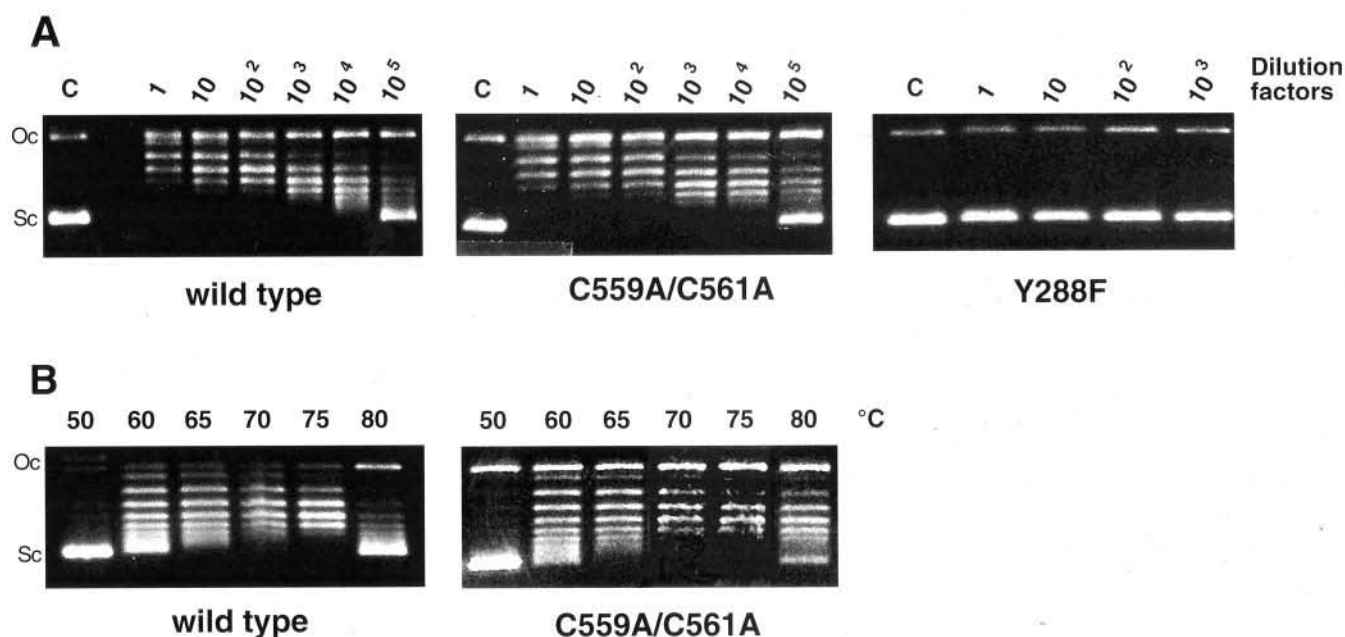 A
C 1 10 10² 10³ 10⁴ 10⁵ C 1 10 10² 10³ 10⁴ 10⁵ C 1 10 10² 10³ Dilution
factors
Oc
Sc
wild type C559A/C561A Y288F
B
50 60 65 70 75 80 50 60 65 70 75 80 °C
Oc
Sc
wild type C559A/C561A